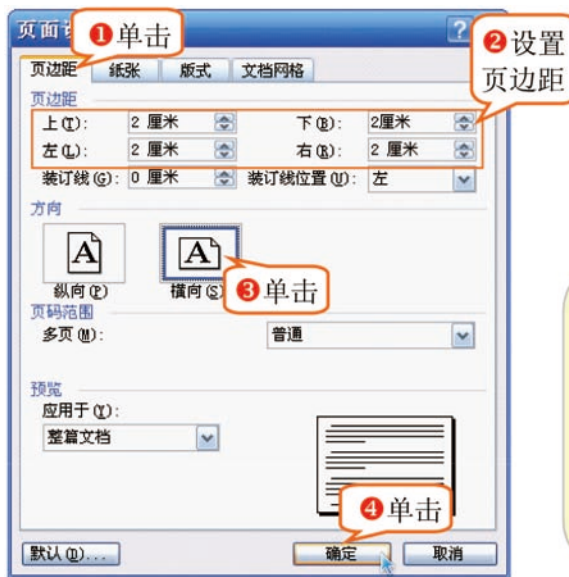 页面设
❶单击
❷设置
页边距
页边距 纸张 版式 文档网格
页边距
上(T): 2 厘米 下(B): 2厘米
左(L): 2 厘米 右(R): 2 厘米
装订线(G): 0 厘米 装订线位置(U): 左
方向
A A
纵向(P) 横向(S)
❸单击
页码范围
多页(M): 普通
预览
应用于(Y):
整篇文档
❹单击
默认(D)... 确定 取消